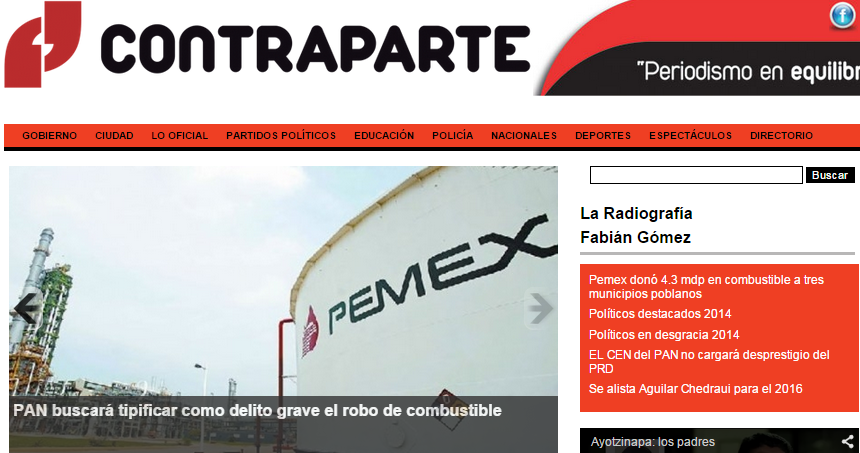 CONTRAPARTE
"Periodismo en equilibr
GOBIERNO CIUDAD LO OFICIAL PARTIDOS POLÍTICOS EDUCACIÓN POLICÍA NACIONALES DEPORTES ESPECTÁCULOS DIRECTORIO
Buscar
PEMEX
PAN buscará tipificar como delito grave el robo de combustible
La Radiografía
Fabián Gómez
Pemex donó 4.3 mdp en combustible a tres
municipios poblanos
Políticos destacados 2014
Políticos en desgracia 2014
EL CEN del PAN no cargará desprestigio del
PRD
Se alista Aguilar Chedraui para el 2016
Ayotzinapa: los padres